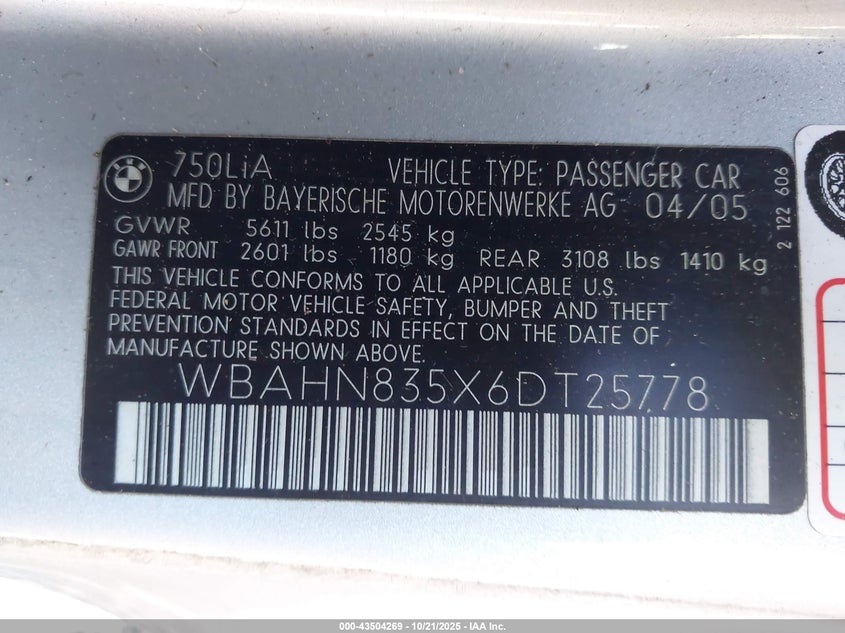 BMW
750LiA VEHICLE TYPE: PASSENGER CAR
MFD BY BAYERISCHE MOTORENWERKE AG 04/05
GVWR 5611 lbs 2545 kg
GAWR FRONT 2601 lbs 1180 kg REAR 3108 lbs 1410 kg
THIS VEHICLE CONFORMS TO ALL APPLICABLE U.S.
FEDERAL MOTOR VEHICLE SAFETY, BUMPER AND THEFT
PREVENTION STANDARDS IN EFFECT ON THE DATE OF
MANUFACTURE SHOWN ABOVE.
WBAHN835X6DT25778
2 122 606
000-43504269 - 10/21/2025 - IAA Inc.